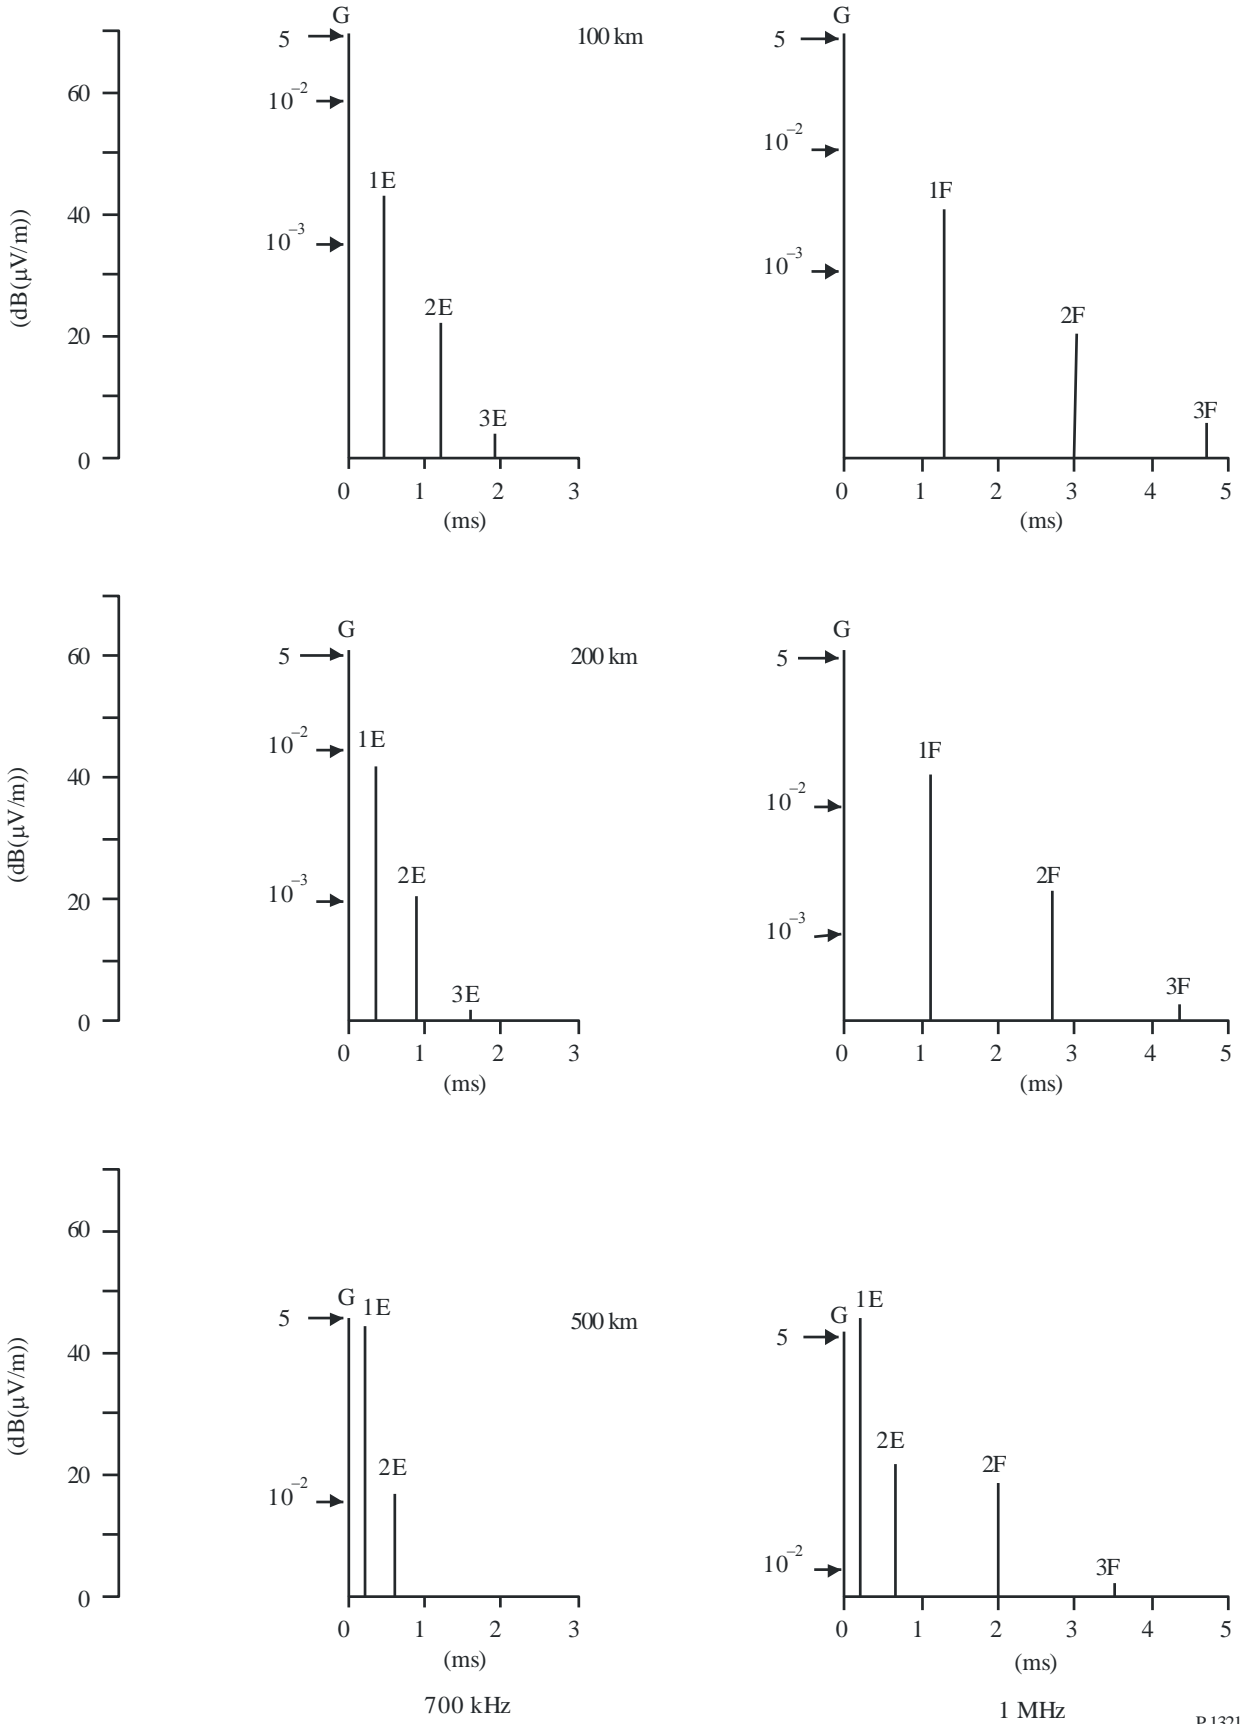 G
5
10–2
10–3
1E
2E
3E
100 km
G
5
10–2
10–3
1F
2F
3F
(dB(µV/m))
60
40
20
0
0 1 2 3
(ms)
0 1 2 3 4 5
(ms)
G
5
10–2
10–3
1E
2E
3E
200 km
G
5
10–2
10–3
1F
2F
3F
(dB(µV/m))
60
40
20
0
0 1 2 3
(ms)
0 1 2 3 4 5
(ms)
G
5
10–2
1E
2E
500 km
G
5
10–2
1E
2E
2F
3F
(dB(µV/m))
60
40
20
0
0 1 2 3
(ms)
0 1 2 3 4 5
(ms)
700 kHz
1 MHz